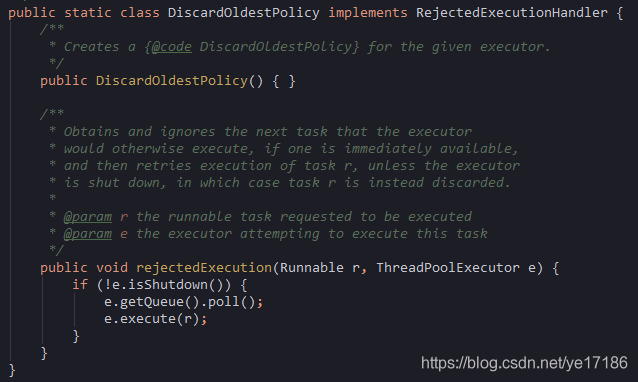 public static class DiscardOldestPolicy implements RejectedExecutionHandler {
/**
* Creates a {@code DiscardOldestPolicy} for the given executor.
*/
public DiscardOldestPolicy() { }
/**
* Obtains and ignores the next task that the executor
* would otherwise execute, if one is immediately available,
* and then retries execution of task r, unless the executor
* is shut down, in which case task r is instead discarded.
*
* @param r the runnable task requested to be executed
* @param e the executor attempting to execute this task
*/
public void rejectedExecution(Runnable r, ThreadPoolExecutor e) {
if (!e.isShutdown()) {
e.getQueue().poll();
e.execute(r);
}
}
}
https://blog.csdn.net/ye17186